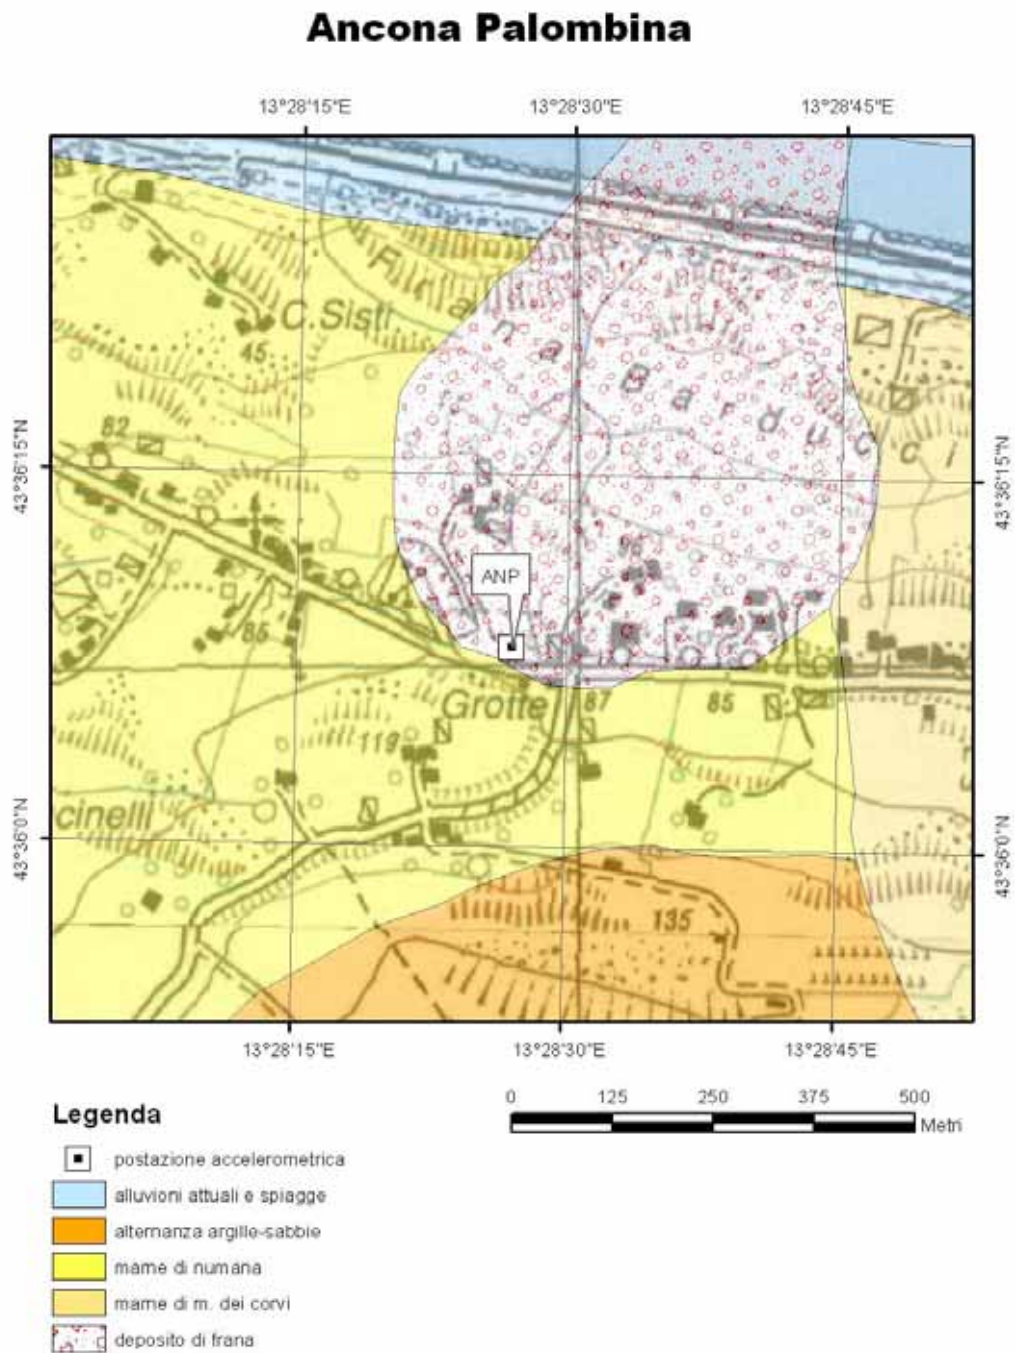 Ancona Palombina
13°28'15"E
13°28'30"E
13°28'45"E
C.Sisti
45
Frana Barducci
82
43°36'15"N
43°36'15"N
ANP
85
Grotte
87
85
119
cinelli
43°36'0"N
43°36'0"N
135
13°28'15"E
13°28'30"E
13°28'45"E
Legenda
0
125
250
375
500
Metri
postazione accelerometrica
alluvioni attuali e spiagge
alternanza argille-sabbie
marne di numana
marne di m. dei corvi
deposito di frana